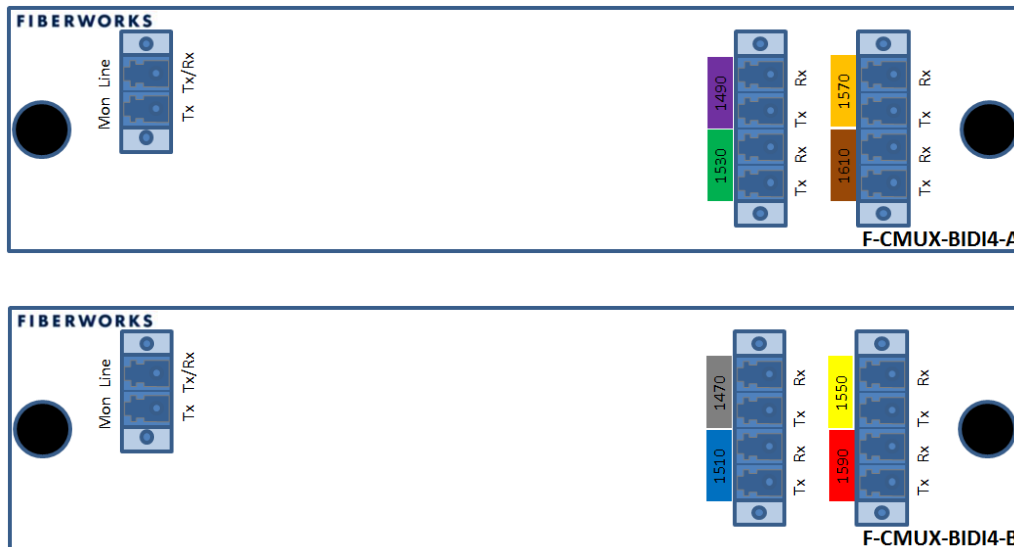 FIBERWORKS
Mon Line
Tx Tx/Rx
1490
1530
Rx
Tx
Rx
Tx
1570
1610
Rx
Tx
Rx
Tx
F-CMUX-BIDI4-A
FIBERWORKS
Mon Line
Tx Tx/Rx
1470
1510
Rx
Tx
Rx
Tx
1550
1590
Rx
Tx
Rx
Tx
F-CMUX-BIDI4-B